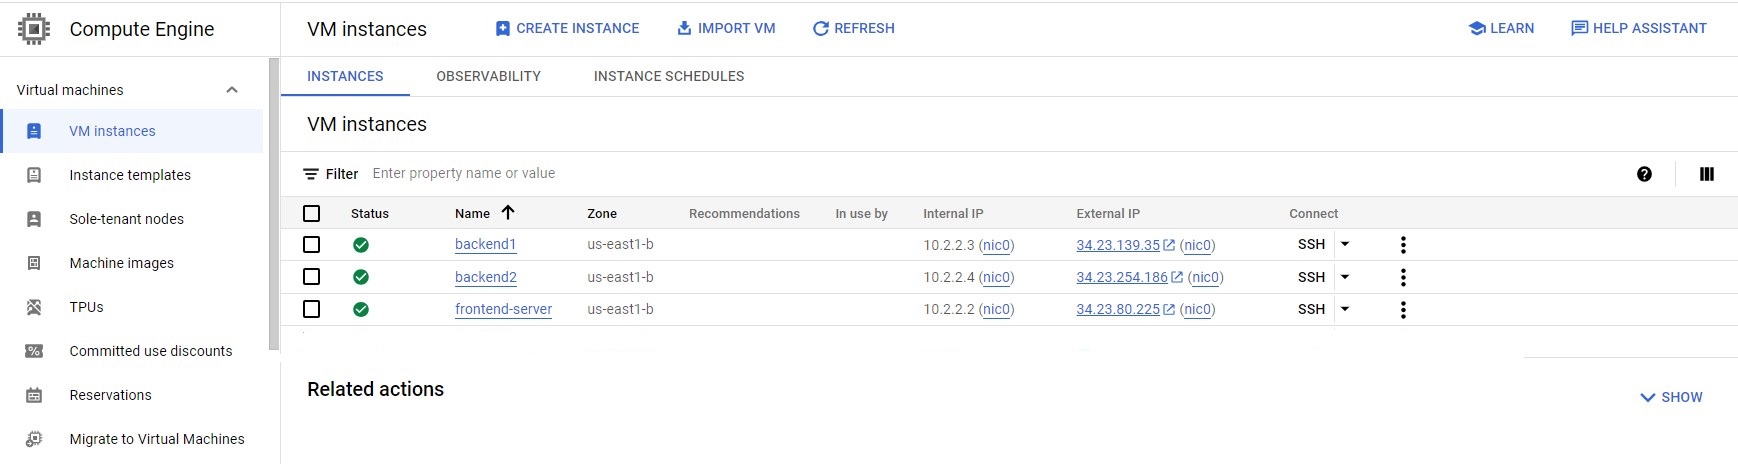 Compute Engine
VM instances
CREATE INSTANCE
IMPORT VM
REFRESH
LEARN
HELP ASSISTANT
Virtual machines
VM instances
Instance templates
Sole-tenant nodes
Machine images
TPUs
Committed use discounts
Reservations
Migrate to Virtual Machines
INSTANCES OBSERVABILITY INSTANCE SCHEDULES
VM instances
Filter Enter property name or value
Status Name Zone Recommendations In use by Internal IP External IP Connect
backend1 us-east1-b 10.2.2.3 (nic0) 34.23.139.35 (nic0) SSH
backend2 us-east1-b 10.2.2.4 (nic0) 34.23.254.186 (nic0) SSH
frontend-server us-east1-b 10.2.2.2 (nic0) 34.23.80.225 (nic0) SSH
Related actions
SHOW